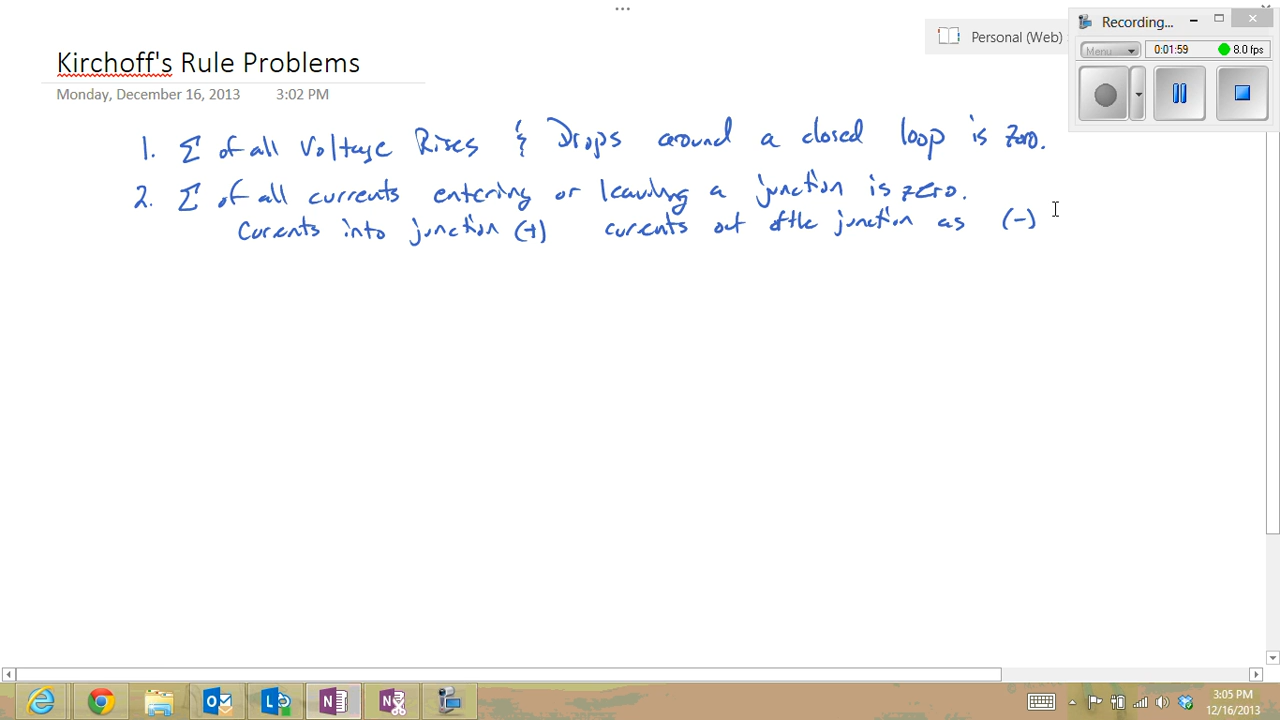 Personal (Web)
Recording...
Menu
0:01:59
8.0 fps
Kirchoff's Rule Problems
Monday, December 16, 2013 3:02 PM
1. Σ of all Voltage Rises & Drops around a closed loop is zero.
2. Σ of all currents entering or leaving a junction is zero.
Currents into junction (+) currents out of the junction as (-)
3:05 PM
12/16/2013